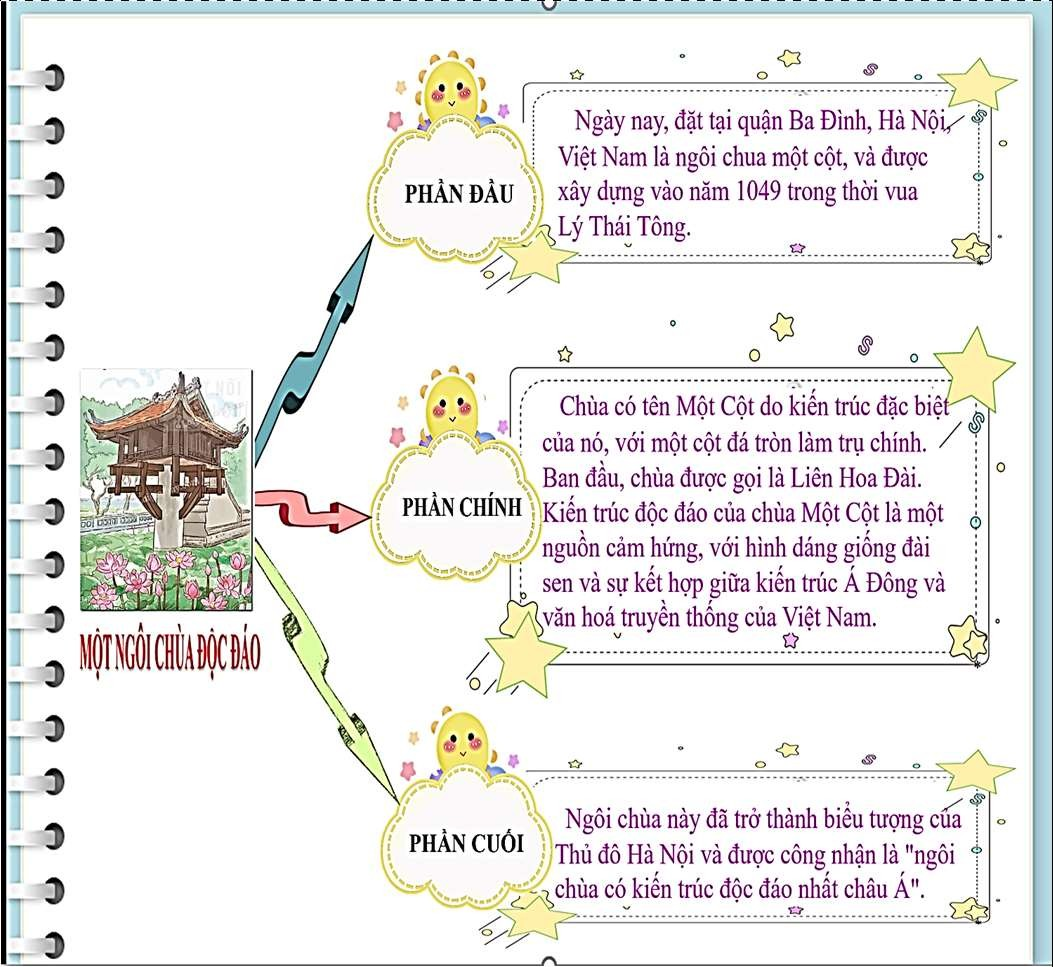 PHẦN ĐẦU
Ngày nay, đặt tại quận Ba Đình, Hà Nội,
Việt Nam là ngôi chua một cột, và được
xây dựng vào năm 1049 trong thời vua
Lý Thái Tông.
MỘT NGÔI CHÙA ĐỘC ĐÁO
PHẦN CHÍNH
Chùa có tên Một Cột do kiến trúc đặc biệt
của nó, với một cột đá tròn làm trụ chính.
Ban đầu, chùa được gọi là Liên Hoa Đài.
Kiến trúc độc đáo của chùa Một Cột là một
nguồn cảm hứng, với hình dáng giống đài
sen và sự kết hợp giữa kiến trúc Á Đông và
văn hoá truyền thống của Việt Nam.
PHẦN CUỐI
Ngôi chùa này đã trở thành biểu tượng của
Thủ đô Hà Nội và được công nhận là "ngôi
chùa có kiến trúc độc đáo nhất châu Á".